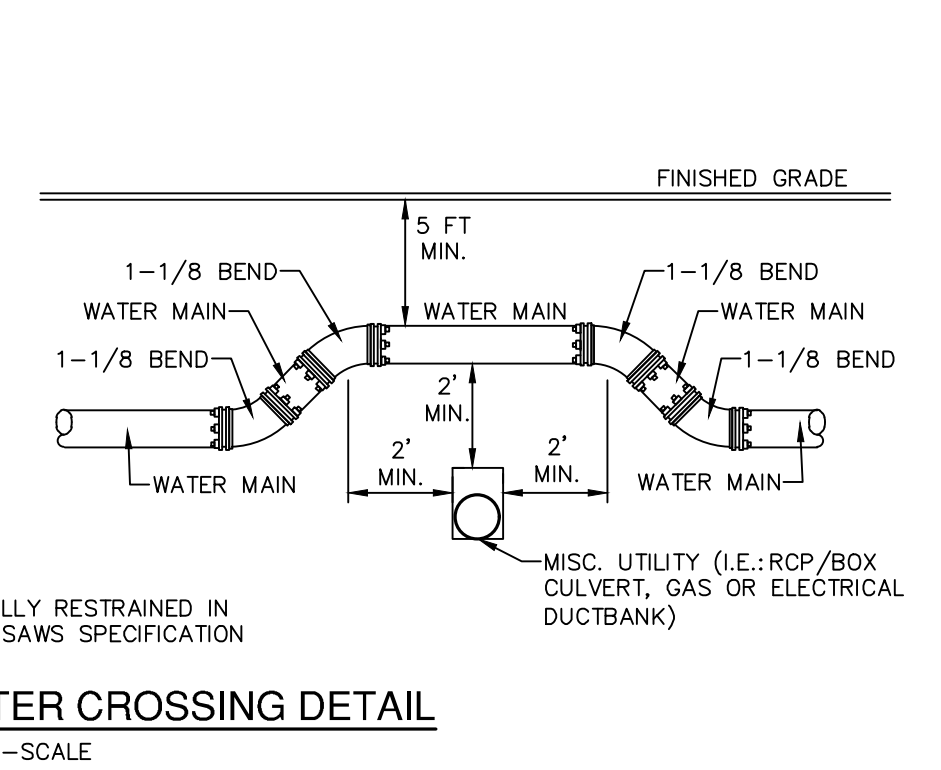 FINISHED GRADE
5 FT
MIN.
1-1/8 BEND
1-1/8 BEND
WATER MAIN
WATER MAIN
WATER MAIN
1-1/8 BEND
1-1/8 BEND
2'
MIN.
2'
MIN.
2'
MIN.
WATER MAIN
WATER MAIN
MISC. UTILITY (I.E.: RCP/BOX
CULVERT, GAS OR ELECTRICAL
DUCTBANK)
LLY RESTRAINED IN
SAWS SPECIFICATION
TER CROSSING DETAIL
-SCALE